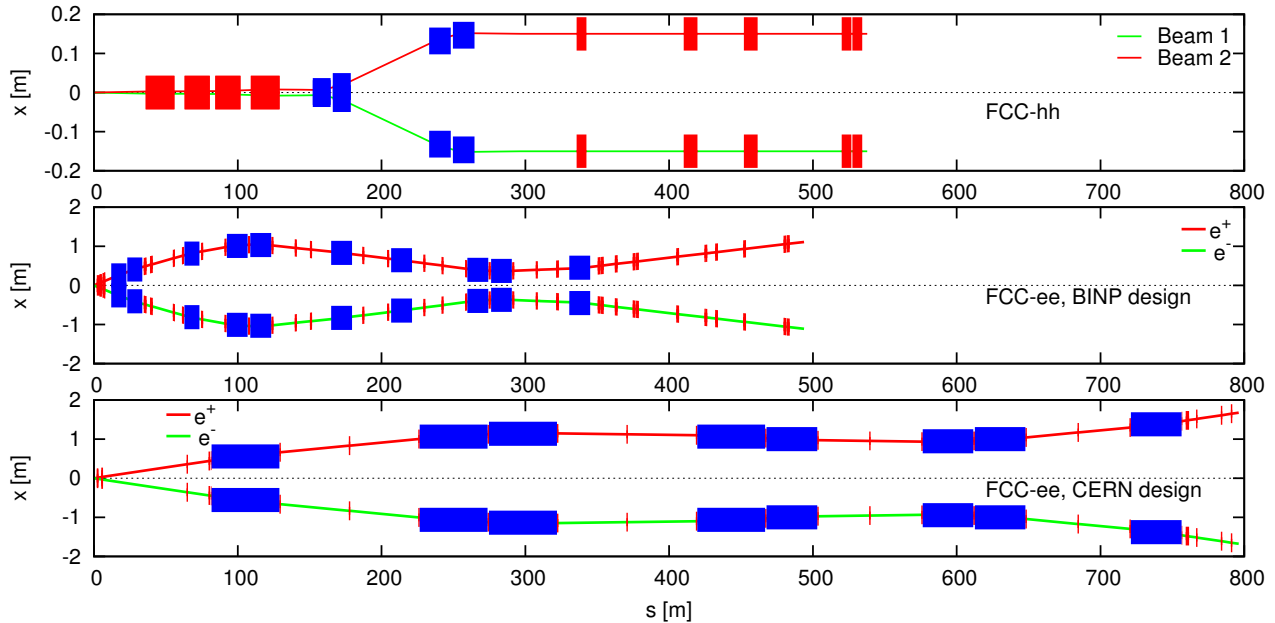 0.2
0.1
0
-0.1
0.2
x [m]
Beam 1
Beam 2
FCC-hh
0 100 200 300 400 500 600 700 800
2
1
0
-1
2
x [m]
e+
e-
FCC-ee, BINP design
0 100 200 300 400 500 600 700 800
2
1
0
-1
-2
x [m]
e+
e-
FCC-ee, CERN design
0 100 200 300 400 500 600 700 800
s [m]